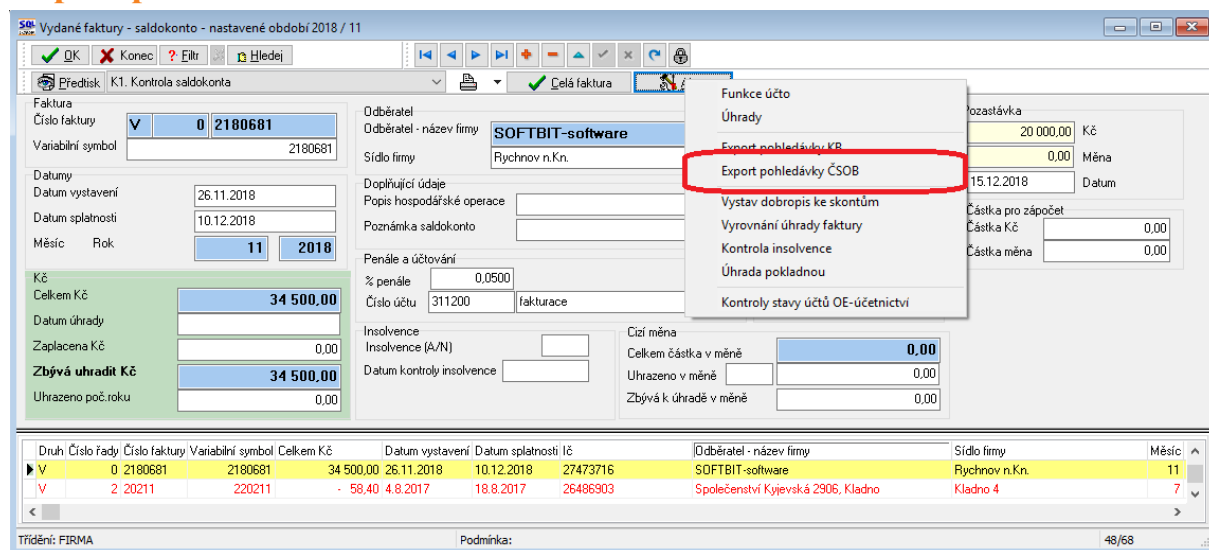 Vydané faktury - saldokonto - nastavené období 2018 / 11
OK Konec ? Filtr Hledej
Předtisk K1. Kontrola saldokonta Celá faktura
Funkce účto
Úhrady
Export pohledávky KB
Export pohledávky ČSOB
Vystav dobropis ke skontům
Vyrovnání úhrady faktury
Kontrola insolvence
Úhrada pokladnou
Kontroly stavy účtů OE-účetnictví
Faktura
Číslo faktury V 0 2180681
Variabilní symbol 2180681
Datumy
Datum vystavení 26.11.2018
Datum splatnosti 10.12.2018
Měsíc Rok 11 2018
Kč
Celkem Kč 34 500,00
Datum úhrady
Zaplacena Kč 0,00
Zbývá uhradit Kč 34 500,00
Uhrazeno poč.roku 0,00
Odběratel
Odběratel - název firmy SOFTBIT-software
Sídlo firmy Rychnov n.Kn.
Doplňující údaje
Popis hospodářské operace
Poznámka saldokonto
Penále a účtování
% penále 0,0500
Číslo účtu 311200 fakturace
Insolvence
Insolvence (A/N)
Datum kontroly insolvence
Cizí měna
Celkem částka v měně 0,00
Uhrazeno v měně 0,00
Zbývá k úhradě v měně 0,00
Pozastávka
20 000,00 Kč
0,00 Měna
15.12.2018 Datum
Částka pro zápočet
Částka Kč 0,00
Částka měna 0,00
Druh Číslo řady Číslo faktury Variabilní symbol Celkem Kč Datum vystavení Datum splatnosti Ič Odběratel - název firmy Sídlo firmy Měsíc
V 0 2180681 2180681 34 500,00 26.11.2018 10.12.2018 27473716 SOFTBIT-software Rychnov n.Kn. 11
V 2 20211 220211 - 58,40 4.8.2017 18.8.2017 26486903 Společenství Kyjevská 2906, Kladno Kladno 4 7
Třídění: FIRMA Podmínka: 48/68